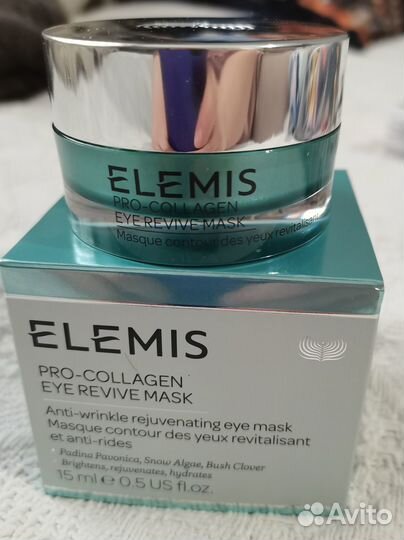 ELEMIS
PRO-COLLAGEN
EYE REVIVE MASK
Masque contour des yeux revitalisant
ELEMIS
PRO-COLLAGEN
EYE REVIVE MASK
Anti-wrinkle rejuvenating eye mask
Masque contour des yeux revitalisant
et anti-rides
Padina Pavonica, Snow Algae, Bush Clover
Brightens, rejuvenates, hydrates
15 ml e 0.5 US fl.oz.
Avito